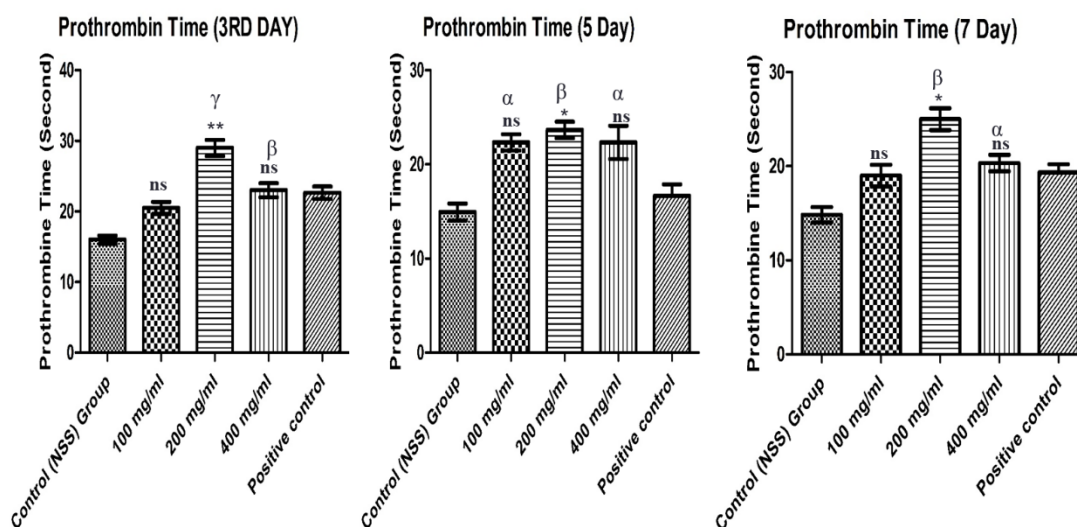 Prothrombin Time (3RD DAY)
Prothrombine Time (Second)
40
30
20
10
0
ns
γ
**
β
ns
Control (NSS) Group
100 mg/ml
200 mg/ml
400 mg/ml
Positive control
Prothrombin Time (5 Day)
Prothrombine Time (Second)
30
20
10
0
α
ns
β
*
α
ns
Control (NSS) Group
100 mg/ml
200 mg/ml
400 mg/ml
Positive control
Prothrombin Time (7 Day)
Prothrombine Time (Second)
30
20
10
0
ns
β
*
α
ns
Control (NSS) Group
100 mg/ml
200 mg/ml
400 mg/ml
Positive control